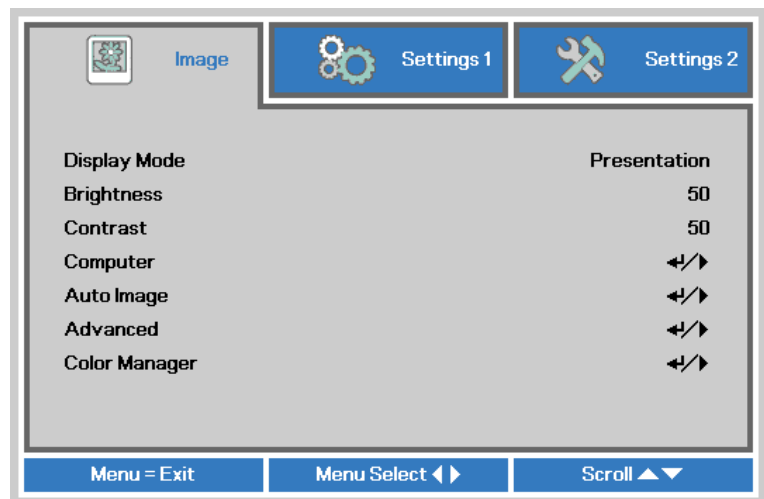 Image Settings 1 Settings 2
Display Mode Presentation
Brightness 50
Contrast 50
Computer ↵/▶
Auto Image ↵/▶
Advanced ↵/▶
Color Manager ↵/▶
Menu = Exit Menu Select ◀▶ Scroll ▲▼